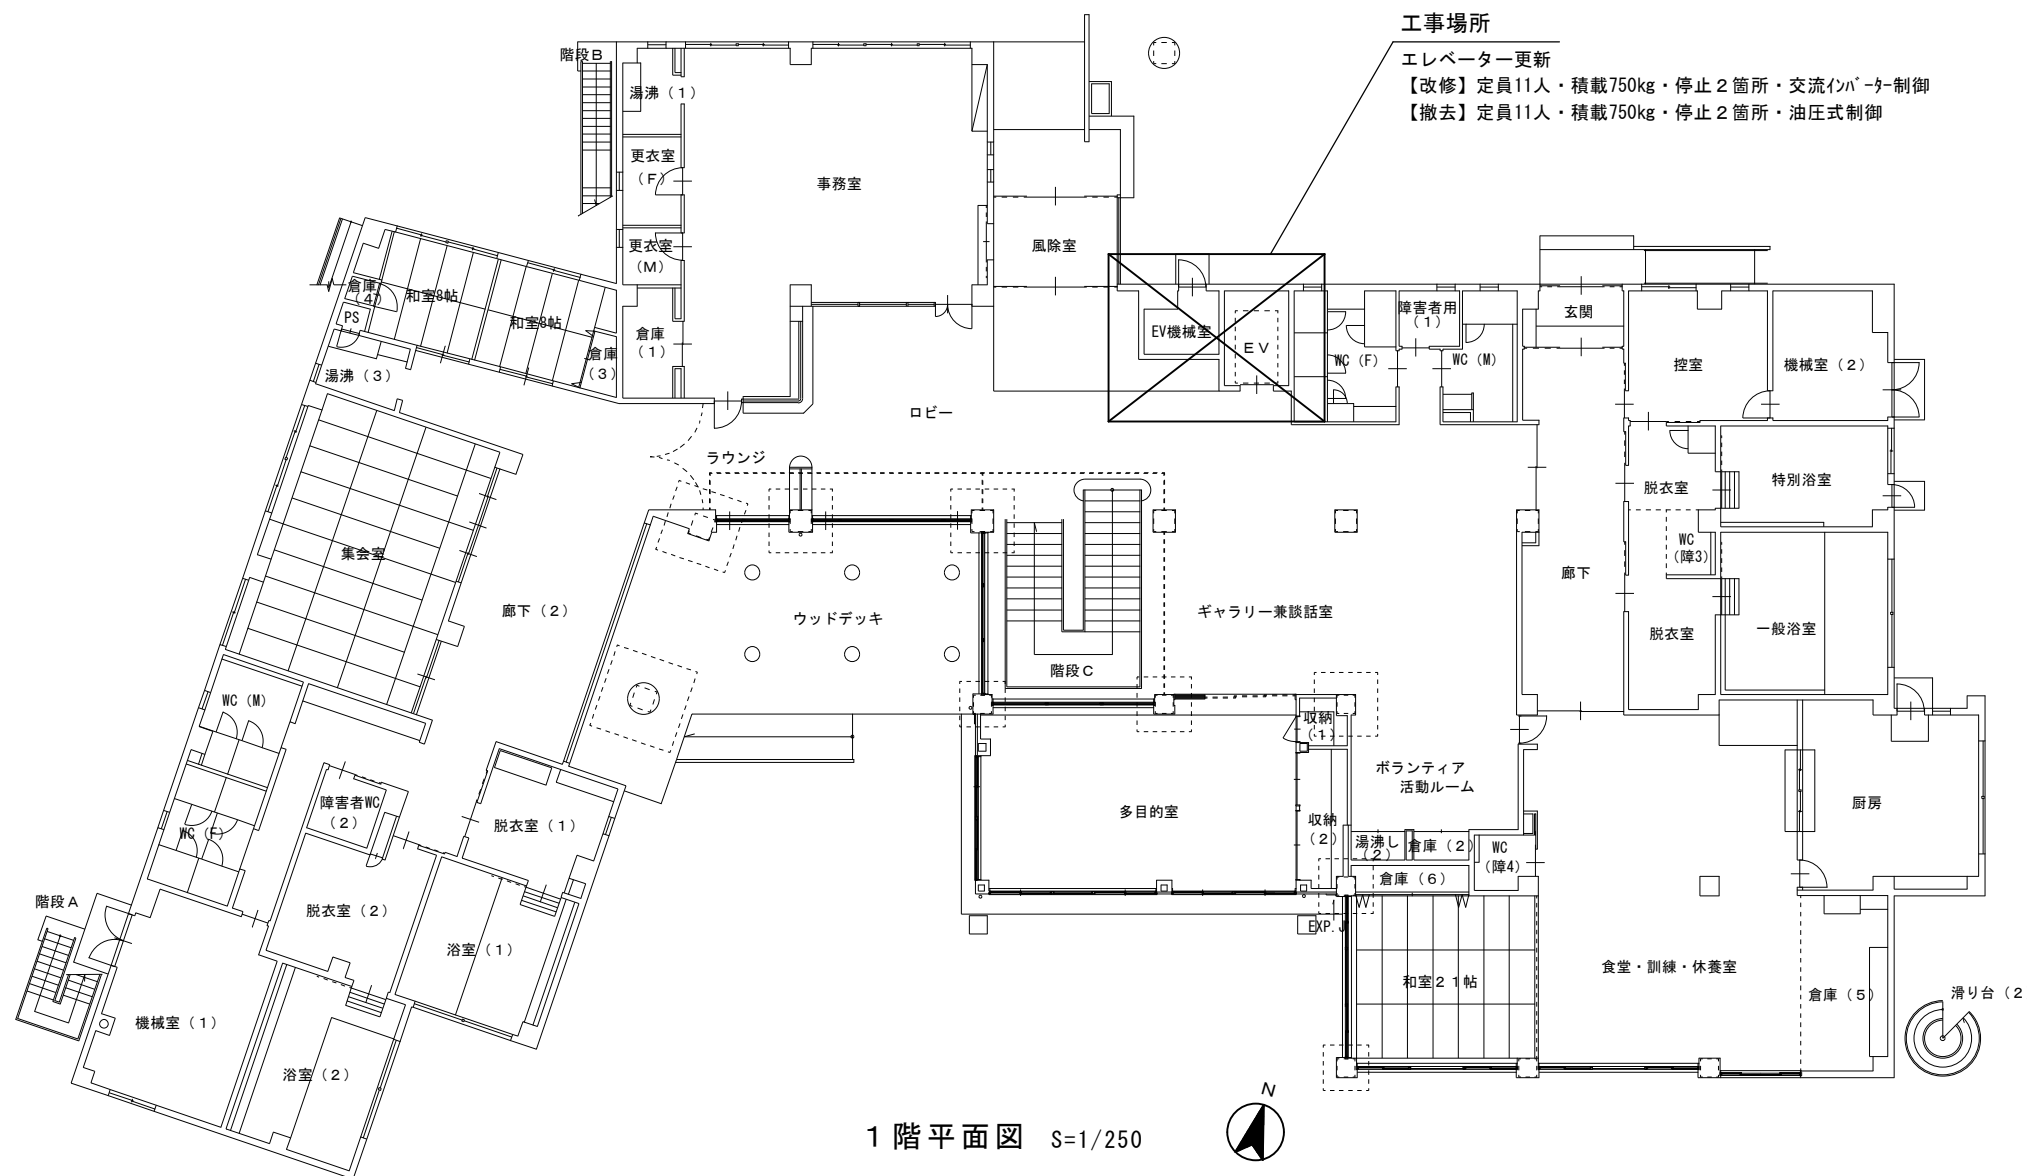 工事場所
エレベーター更新
【改修】定員11人・積載750kg・停止２箇所・交流ｲﾝﾊﾞｰﾀｰ制御
【撤去】定員11人・積載750kg・停止２箇所・油圧式制御
階段Ｂ
湯沸（１）
更衣室
（Ｆ）
事務室
更衣室
（Ｍ）
風除室
倉庫
（４）
和室8帖
和室8帖
PS
倉庫
（１）
倉庫
（３）
湯沸（３）
EV機械室
ＥＶ
WC（F）
障害者用
（１）
WC（M）
玄関
控室
機械室（２）
ロビー
ラウンジ
脱衣室
特別浴室
集会室
WC
（障3）
廊下
廊下（２）
ウッドデッキ
ギャラリー兼談話室
脱衣室
一般浴室
階段Ｃ
WC（M）
収納
（１）
ボランティア
活動ルーム
障害者WC
（２）
脱衣室（１）
多目的室
厨房
WC（F）
収納
（２）
湯沸し
（２）
倉庫（２）
WC
（障4）
倉庫（６）
階段Ａ
脱衣室（２）
EXP.J
浴室（１）
食堂・訓練・休養室
和室２１帖
倉庫（５）
滑り台（２
機械室（１）
浴室（２）
N
１階平面図 S=1/250